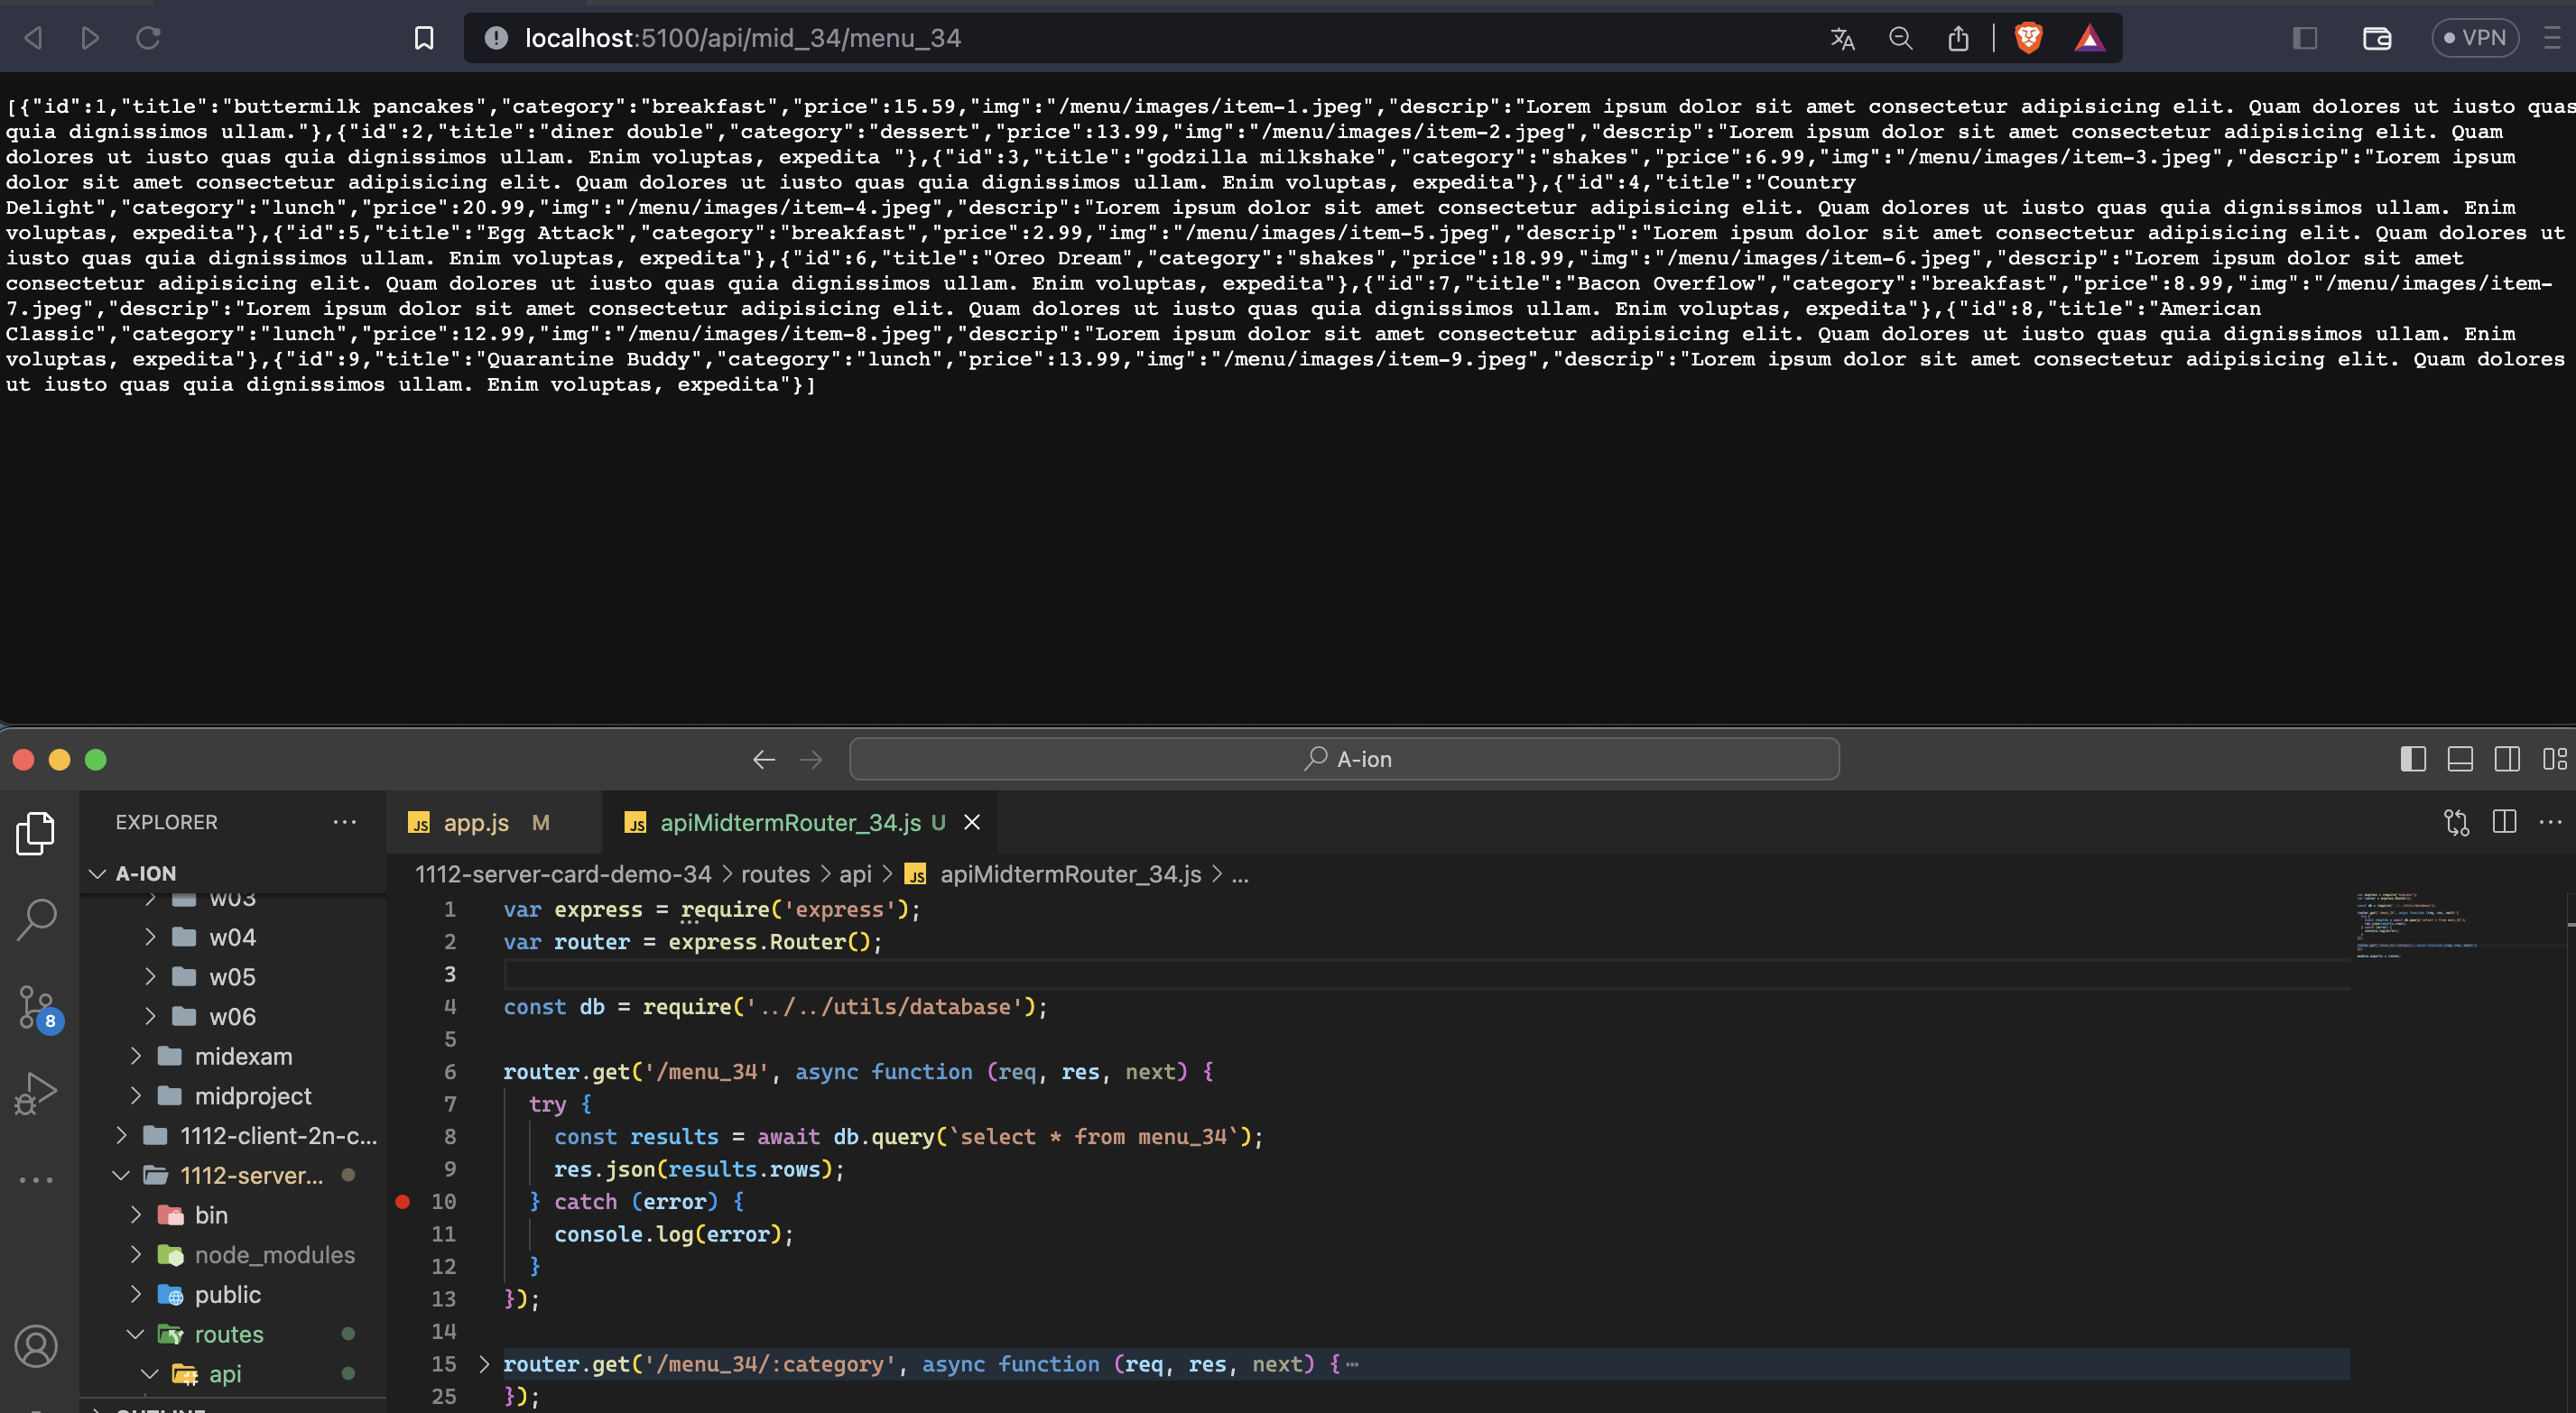 localhost:5100/api/mid_34/menu_34
VPN
[{"id":1,"title":"buttermilk pancakes","category":"breakfast","price":15.59,"img":"/menu/images/item-1.jpeg","descrip":"Lorem ipsum dolor sit amet consectetur adipisicing elit. Quam dolores ut iusto quas
quia dignissimos ullam."},{"id":2,"title":"diner double","category":"dessert","price":13.99,"img":"/menu/images/item-2.jpeg","descrip":"Lorem ipsum dolor sit amet consectetur adipisicing elit. Quam
dolores ut iusto quas quia dignissimos ullam. Enim voluptas, expedita "},{"id":3,"title":"godzilla milkshake","category":"shakes","price":6.99,"img":"/menu/images/item-3.jpeg","descrip":"Lorem ipsum
dolor sit amet consectetur adipisicing elit. Quam dolores ut iusto quas quia dignissimos ullam. Enim voluptas, expedita"},{"id":4,"title":"Country
Delight","category":"lunch","price":20.99,"img":"/menu/images/item-4.jpeg","descrip":"Lorem ipsum dolor sit amet consectetur adipisicing elit. Quam dolores ut iusto quas quia dignissimos ullam. Enim
voluptas, expedita"},{"id":5,"title":"Egg Attack","category":"breakfast","price":2.99,"img":"/menu/images/item-5.jpeg","descrip":"Lorem ipsum dolor sit amet consectetur adipisicing elit. Quam dolores ut
iusto quas quia dignissimos ullam. Enim voluptas, expedita"},{"id":6,"title":"Oreo Dream","category":"shakes","price":18.99,"img":"/menu/images/item-6.jpeg","descrip":"Lorem ipsum dolor sit amet
consectetur adipisicing elit. Quam dolores ut iusto quas quia dignissimos ullam. Enim voluptas, expedita"},{"id":7,"title":"Bacon Overflow","category":"breakfast","price":8.99,"img":"/menu/images/item-
7.jpeg","descrip":"Lorem ipsum dolor sit amet consectetur adipisicing elit. Quam dolores ut iusto quas quia dignissimos ullam. Enim voluptas, expedita"},{"id":8,"title":"American
Classic","category":"lunch","price":12.99,"img":"/menu/images/item-8.jpeg","descrip":"Lorem ipsum dolor sit amet consectetur adipisicing elit. Quam dolores ut iusto quas quia dignissimos ullam. Enim
voluptas, expedita"},{"id":9,"title":"Quarantine Buddy","category":"lunch","price":13.99,"img":"/menu/images/item-9.jpeg","descrip":"Lorem ipsum dolor sit amet consectetur adipisicing elit. Quam dolores
ut iusto quas quia dignissimos ullam. Enim voluptas, expedita"}]
A-ion
EXPLORER
A-ION
w03
w04
w05
w06
midexam
midproject
1112-client-2n-c...
1112-server...
bin
node_modules
public
routes
api
OUTLINE
8
JS app.js M
JS apiMidtermRouter_34.js U
1112-server-card-demo-34 > routes > api > JS apiMidtermRouter_34.js > ...
1 var express = require('express');
2 var router = express.Router();
3
4 const db = require('../../utils/database');
5
6 router.get('/menu_34', async function (req, res, next) {
7 try {
8 const results = await db.query(`select * from menu_34`);
9 res.json(results.rows);
10 } catch (error) {
11 console.log(error);
12 }
13 });
14
15 router.get('/menu_34/:category', async function (req, res, next) {⋯
25 });